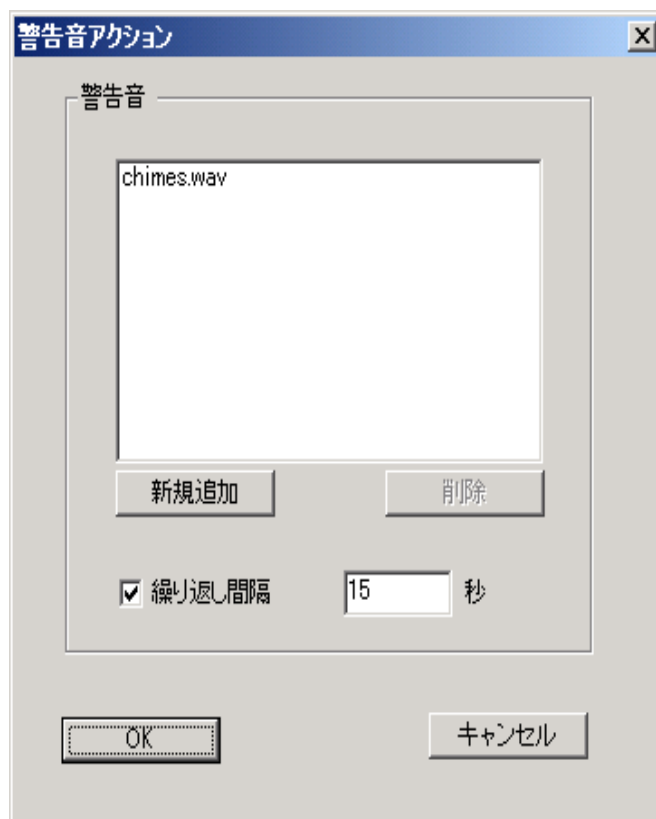 警告音アクション
警告音
chimes.wav
新規追加 削除
繰り返し間隔 15 秒
OK キャンセル